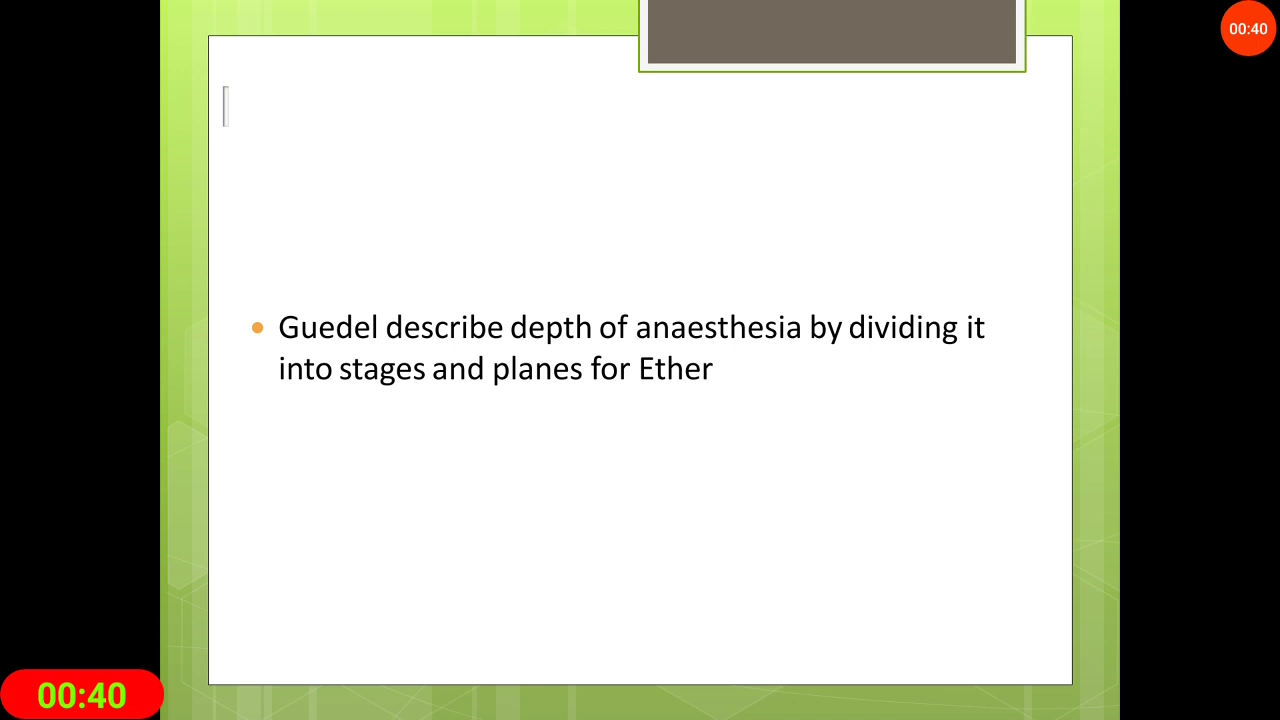 00:40
• Guedel describe depth of anaesthesia by dividing it
into stages and planes for Ether
00:40